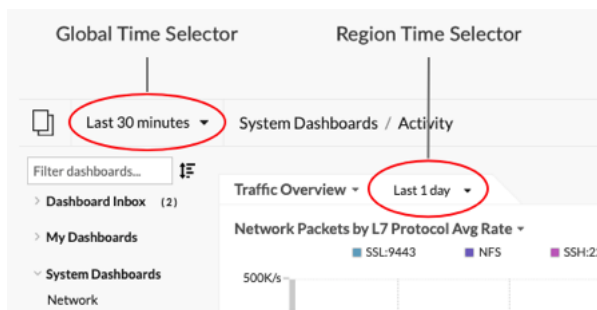 Global Time Selector
Region Time Selector
Last 30 minutes
System Dashboards / Activity
Filter dashboards...
Dashboard Inbox (2)
My Dashboards
System Dashboards
Network
Traffic Overview
Last 1 day
Network Packets by L7 Protocol Avg Rate
SSL:9443
NFS
500K/s